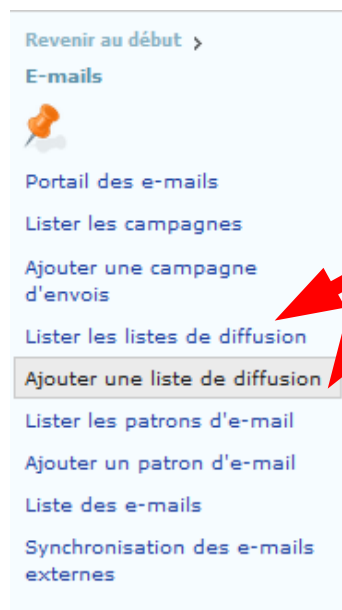 Revenir au début >
E-mails
Portail des e-mails
Lister les campagnes
Ajouter une campagne
d'envois
Lister les listes de diffusion
Ajouter une liste de diffusion
Lister les patrons d'e-mail
Ajouter un patron d'e-mail
Liste des e-mails
Synchronisation des e-mails
externes